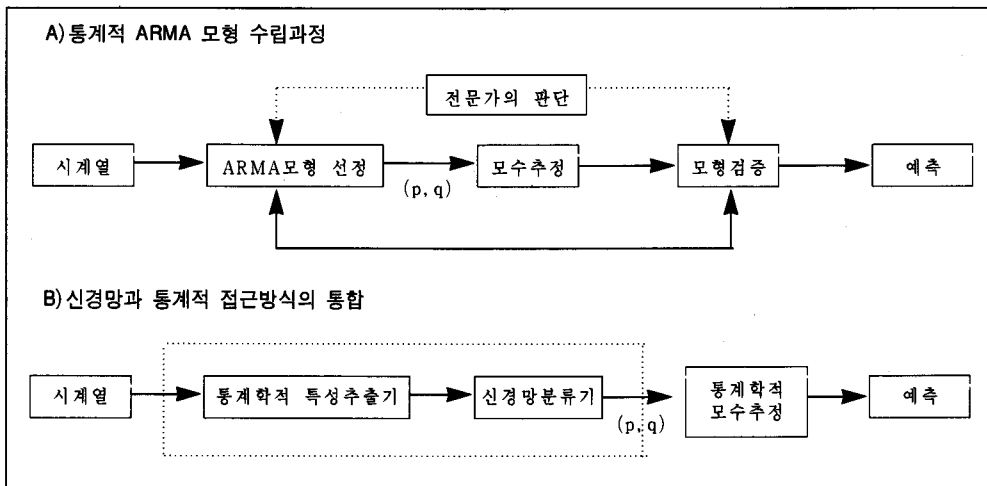 A)통계적 ARMA 모형 수립과정
전문가의 판단
시계열
ARMA모형 선정
(p,q)
모수추정
모형검증
예측
B)신경망과 통계적 접근방식의 통합
시계열
통계학적 특성추출기
신경망분류기
(p,q)
통계학적
모수추정
예측